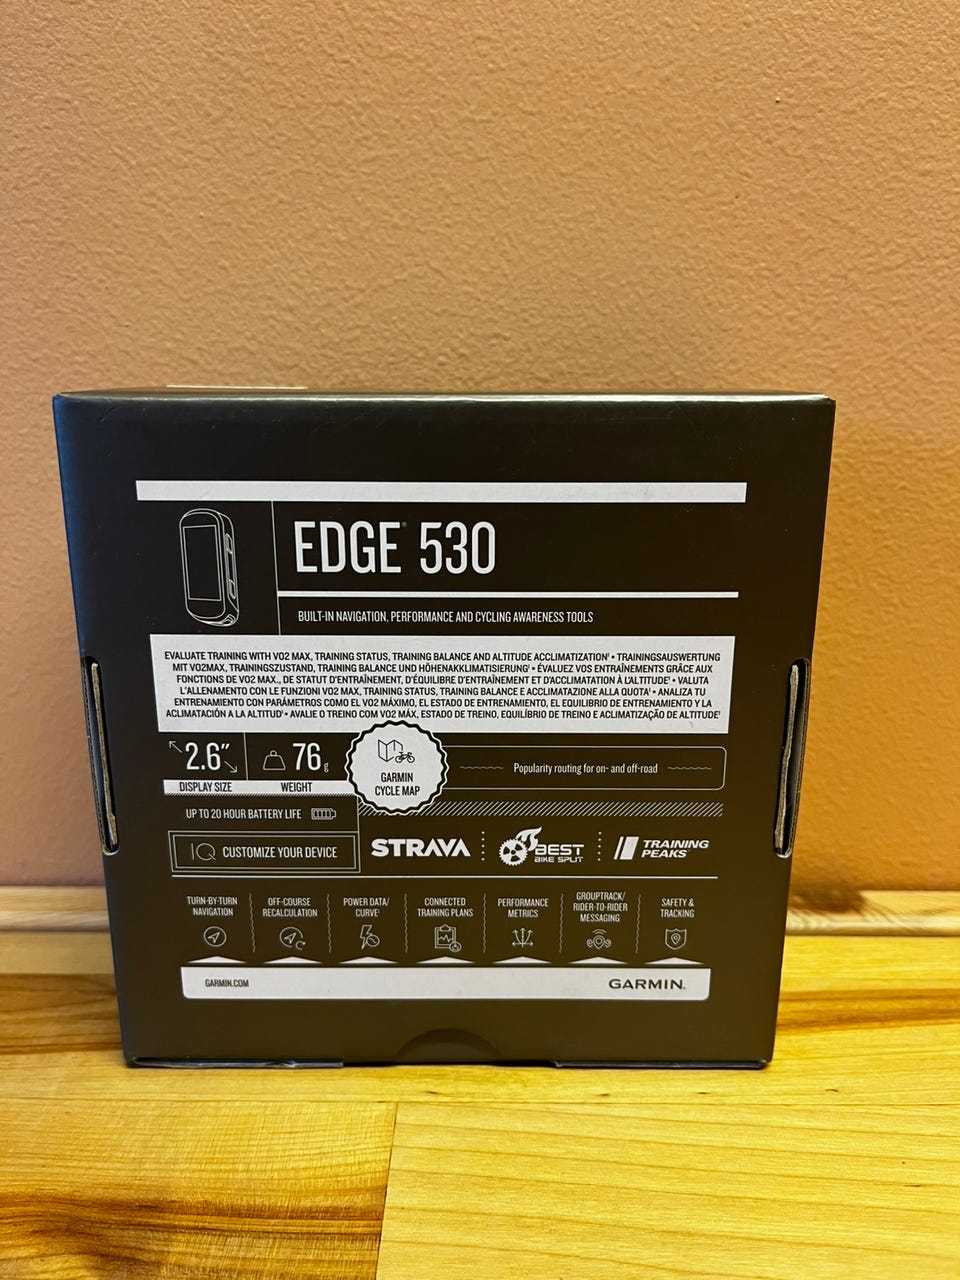 EDGE® 530
BUILT-IN NAVIGATION, PERFORMANCE AND CYCLING AWARENESS TOOLS
EVALUATE TRAINING WITH VO2 MAX, TRAINING STATUS, TRAINING BALANCE AND ALTITUDE ACCLIMATIZATION¹ • TRAININGSAUSWERTUNG
MIT VO2MAX, TRAININGSZUSTAND, TRAINING BALANCE UND HÖHENAKKLIMATISIERUNG¹ • ÉVALUEZ VOS ENTRAÎNEMENTS GRÂCE AUX
FONCTIONS DE VO2 MAX., DE STATUT D'ENTRAÎNEMENT, D'ÉQUILIBRE D'ENTRAÎNEMENT ET D'ACCLIMATATION À L'ALTITUDE¹ • VALUTA
L'ALLENAMENTO CON LE FUNZIONI VO2 MAX, TRAINING STATUS, TRAINING BALANCE E ACCLIMATAZIONE ALLA QUOTA¹ • ANALIZA TU
ENTRENAMIENTO CON PARÁMETROS COMO EL VO2 MÁXIMO, EL ESTADO DE ENTRENAMIENTO, EL EQUILIBRIO DE ENTRENAMIENTO Y LA
ACLIMATACIÓN A LA ALTITUD¹ • AVALIE O TREINO COM VO2 MÁX, ESTADO DE TREINO, EQUILÍBRIO DE TREINO E ACLIMATIZAÇÃO DE ALTITUDE¹
2.6"
DISPLAY SIZE
76 g
WEIGHT
GARMIN
CYCLE MAP
Popularity routing for on- and off-road
UP TO 20 HOUR BATTERY LIFE
IQ CUSTOMIZE YOUR DEVICE
STRAVA
BEST
BIKE SPLIT
TRAINING
PEAKS
TURN-BY-TURN
NAVIGATION
OFF-COURSE
RECALCULATION
POWER DATA/
CURVE¹
CONNECTED
TRAINING PLANS
PERFORMANCE
METRICS
GROUPTRACK/
RIDER-TO-RIDER
MESSAGING
SAFETY &
TRACKING
GARMIN.COM
GARMIN.